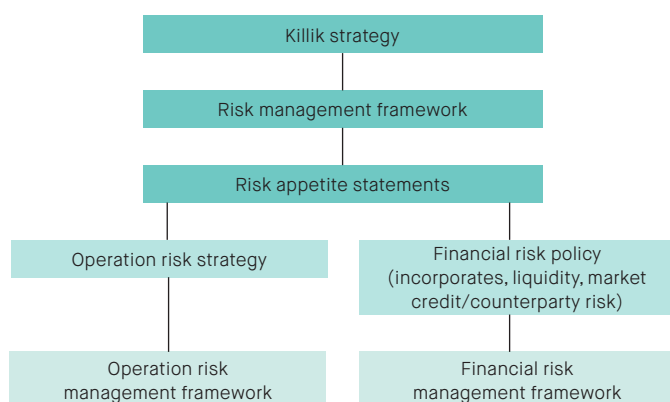 Killik strategy
Risk management framework
Risk appetite statements
Operation risk strategy
Financial risk policy
(incorporates, liquidity, market
credit/counterparty risk)
Operation risk
management framework
Financial risk
management framework